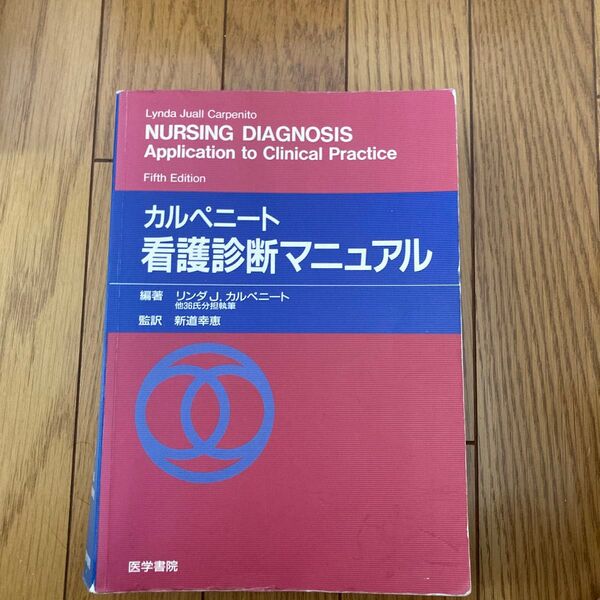 Lynda Juall Carpenito
NURSING DIAGNOSIS
Application to Clinical Practice
Fifth Edition
カルペニート
看護診断マニュアル
編著 リンダJ. カルペニート
他36氏分担執筆
監訳 新道幸恵
医学書院